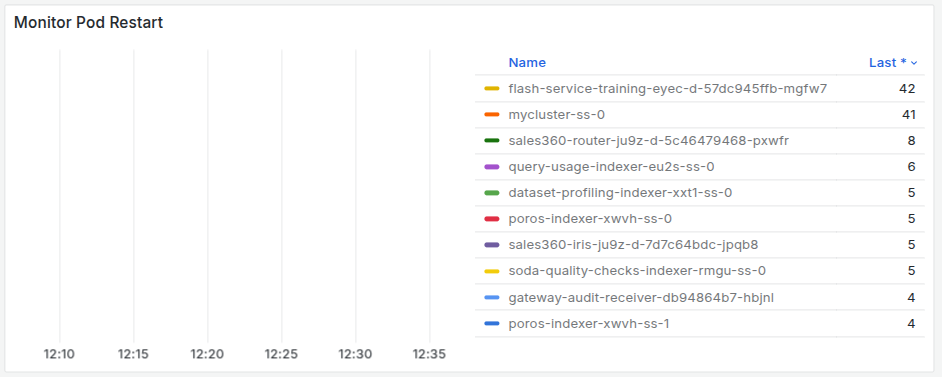 Monitor Pod Restart
Name Last *
flash-service-training-eyec-d-57dc945ffb-mgfw7 42
mycluster-ss-0 41
sales360-router-ju9z-d-5c46479468-pxwfr 8
query-usage-indexer-eu2s-ss-0 6
dataset-profiling-indexer-xxt1-ss-0 5
poros-indexer-xwvh-ss-0 5
sales360-iris-ju9z-d-7d7c64bdc-jpqb8 5
soda-quality-checks-indexer-rmgu-ss-0 5
gateway-audit-receiver-db94864b7-hbjnl 4
poros-indexer-xwvh-ss-1 4
12:10 12:15 12:20 12:25 12:30 12:35